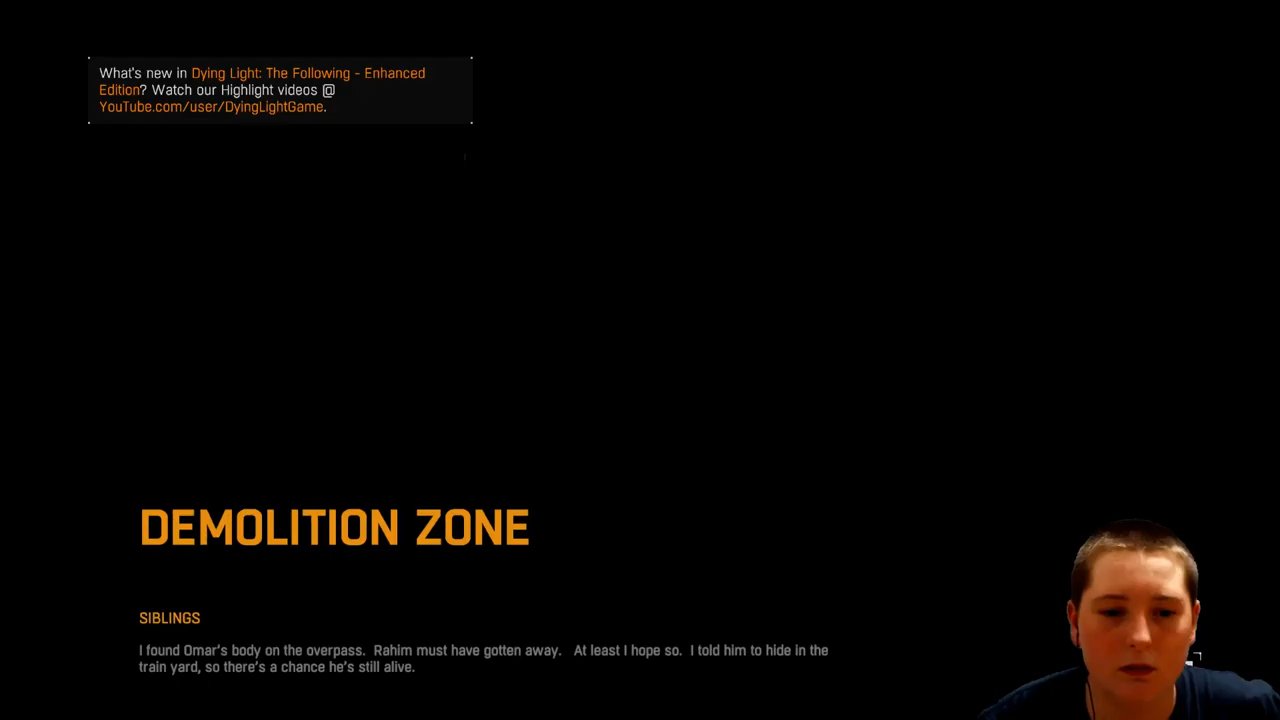 What's new in Dying Light: The Following - Enhanced
Edition? Watch our Highlight videos @
YouTube.com/user/DyingLightGame.
DEMOLITION ZONE
SIBLINGS
I found Omar's body on the overpass. Rahim must have gotten away. At least I hope so. I told him to hide in the
train yard, so there's a chance he's still alive.